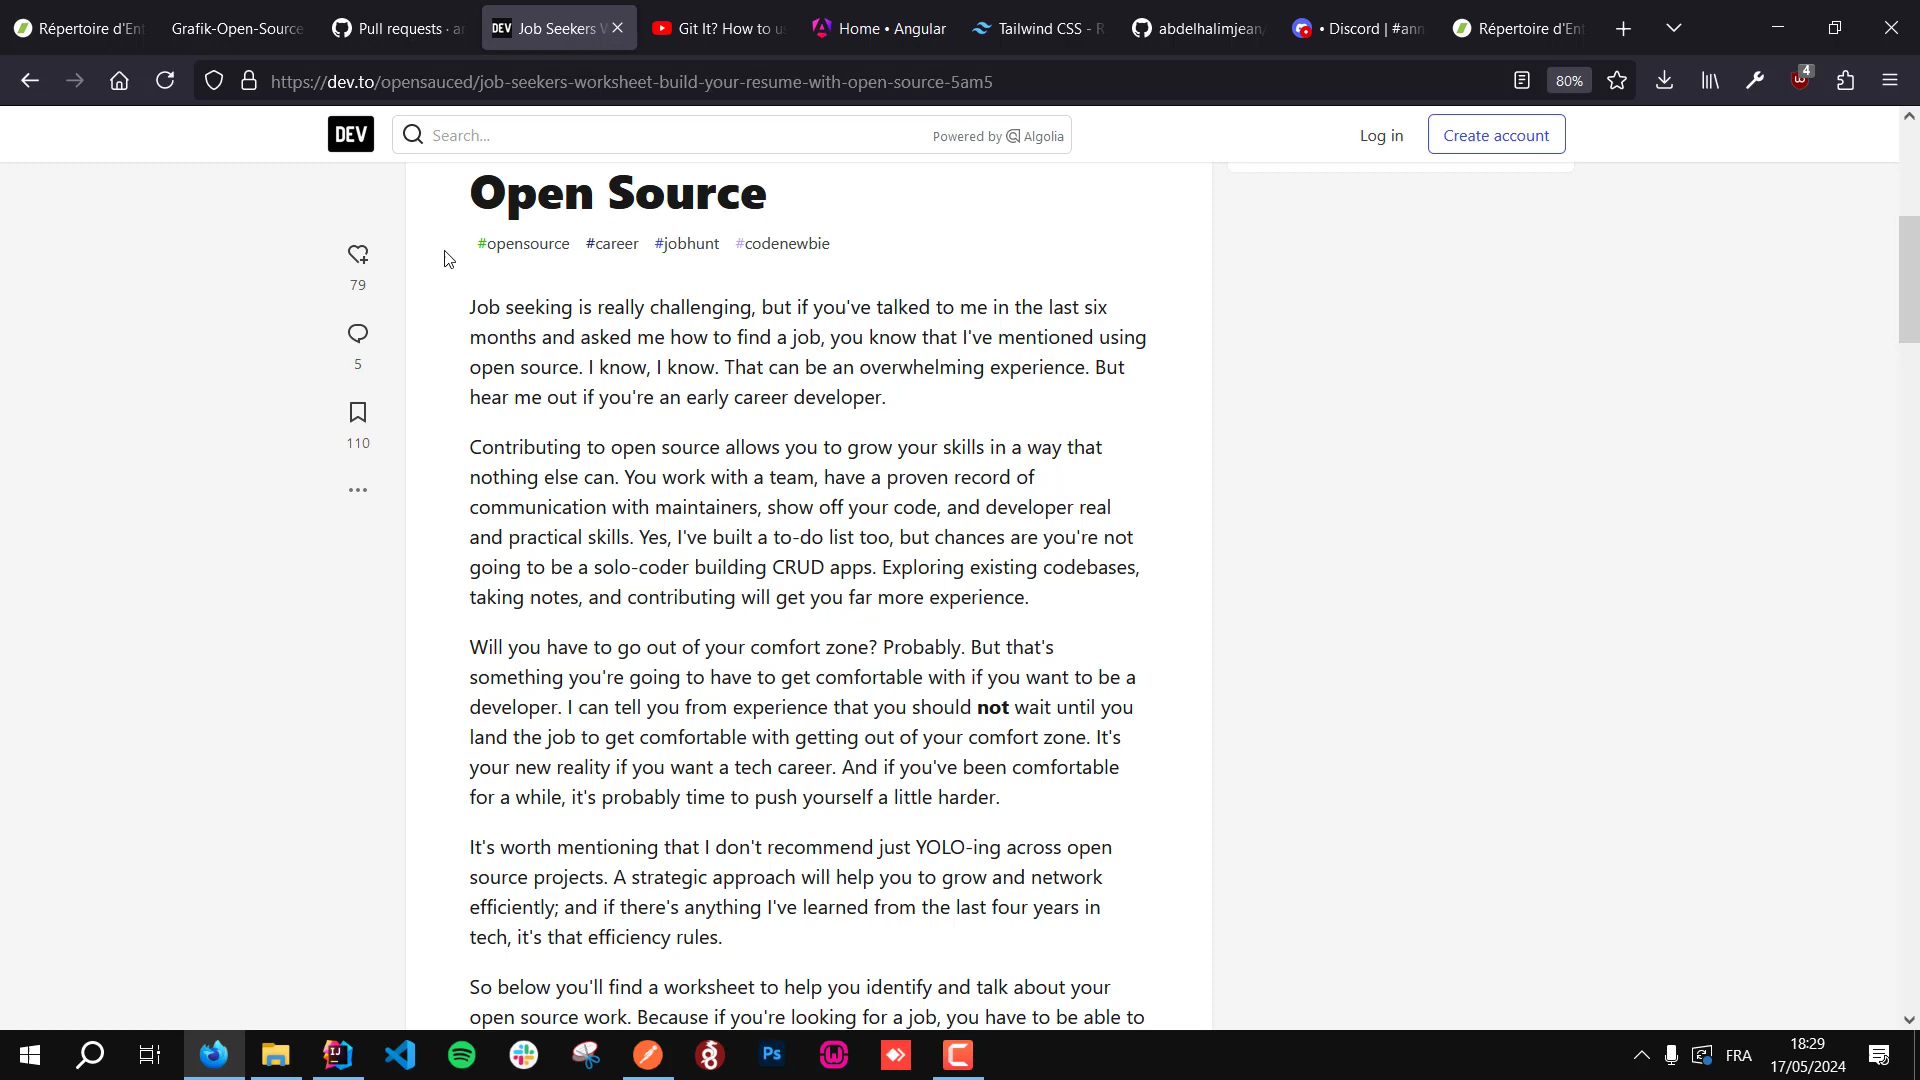 Répertoire d'En
Grafik-Open-Source
Pull requests · ar
DEV Job Seekers W
Git It? How to us
Home • Angular
Tailwind CSS - R
abdelhalimjean/
• Discord | #ann
Répertoire d'En
https://dev.to/opensauced/job-seekers-worksheet-build-your-resume-with-open-source-5am5
80%
4
DEV
Search...
Powered by Algolia
Log in
Create account
Open Source
#opensource #career #jobhunt #codenewbie
79
5
110
Job seeking is really challenging, but if you've talked to me in the last six
months and asked me how to find a job, you know that I've mentioned using
open source. I know, I know. That can be an overwhelming experience. But
hear me out if you're an early career developer.
Contributing to open source allows you to grow your skills in a way that
nothing else can. You work with a team, have a proven record of
communication with maintainers, show off your code, and developer real
and practical skills. Yes, I've built a to-do list too, but chances are you're not
going to be a solo-coder building CRUD apps. Exploring existing codebases,
taking notes, and contributing will get you far more experience.
Will you have to go out of your comfort zone? Probably. But that's
something you're going to have to get comfortable with if you want to be a
developer. I can tell you from experience that you should not wait until you
land the job to get comfortable with getting out of your comfort zone. It's
your new reality if you want a tech career. And if you've been comfortable
for a while, it's probably time to push yourself a little harder.
It's worth mentioning that I don't recommend just YOLO-ing across open
source projects. A strategic approach will help you to grow and network
efficiently; and if there's anything I've learned from the last four years in
tech, it's that efficiency rules.
So below you'll find a worksheet to help you identify and talk about your
open source work. Because if you're looking for a job, you have to be able to
IJ
Ps
FRA
18:29
17/05/2024